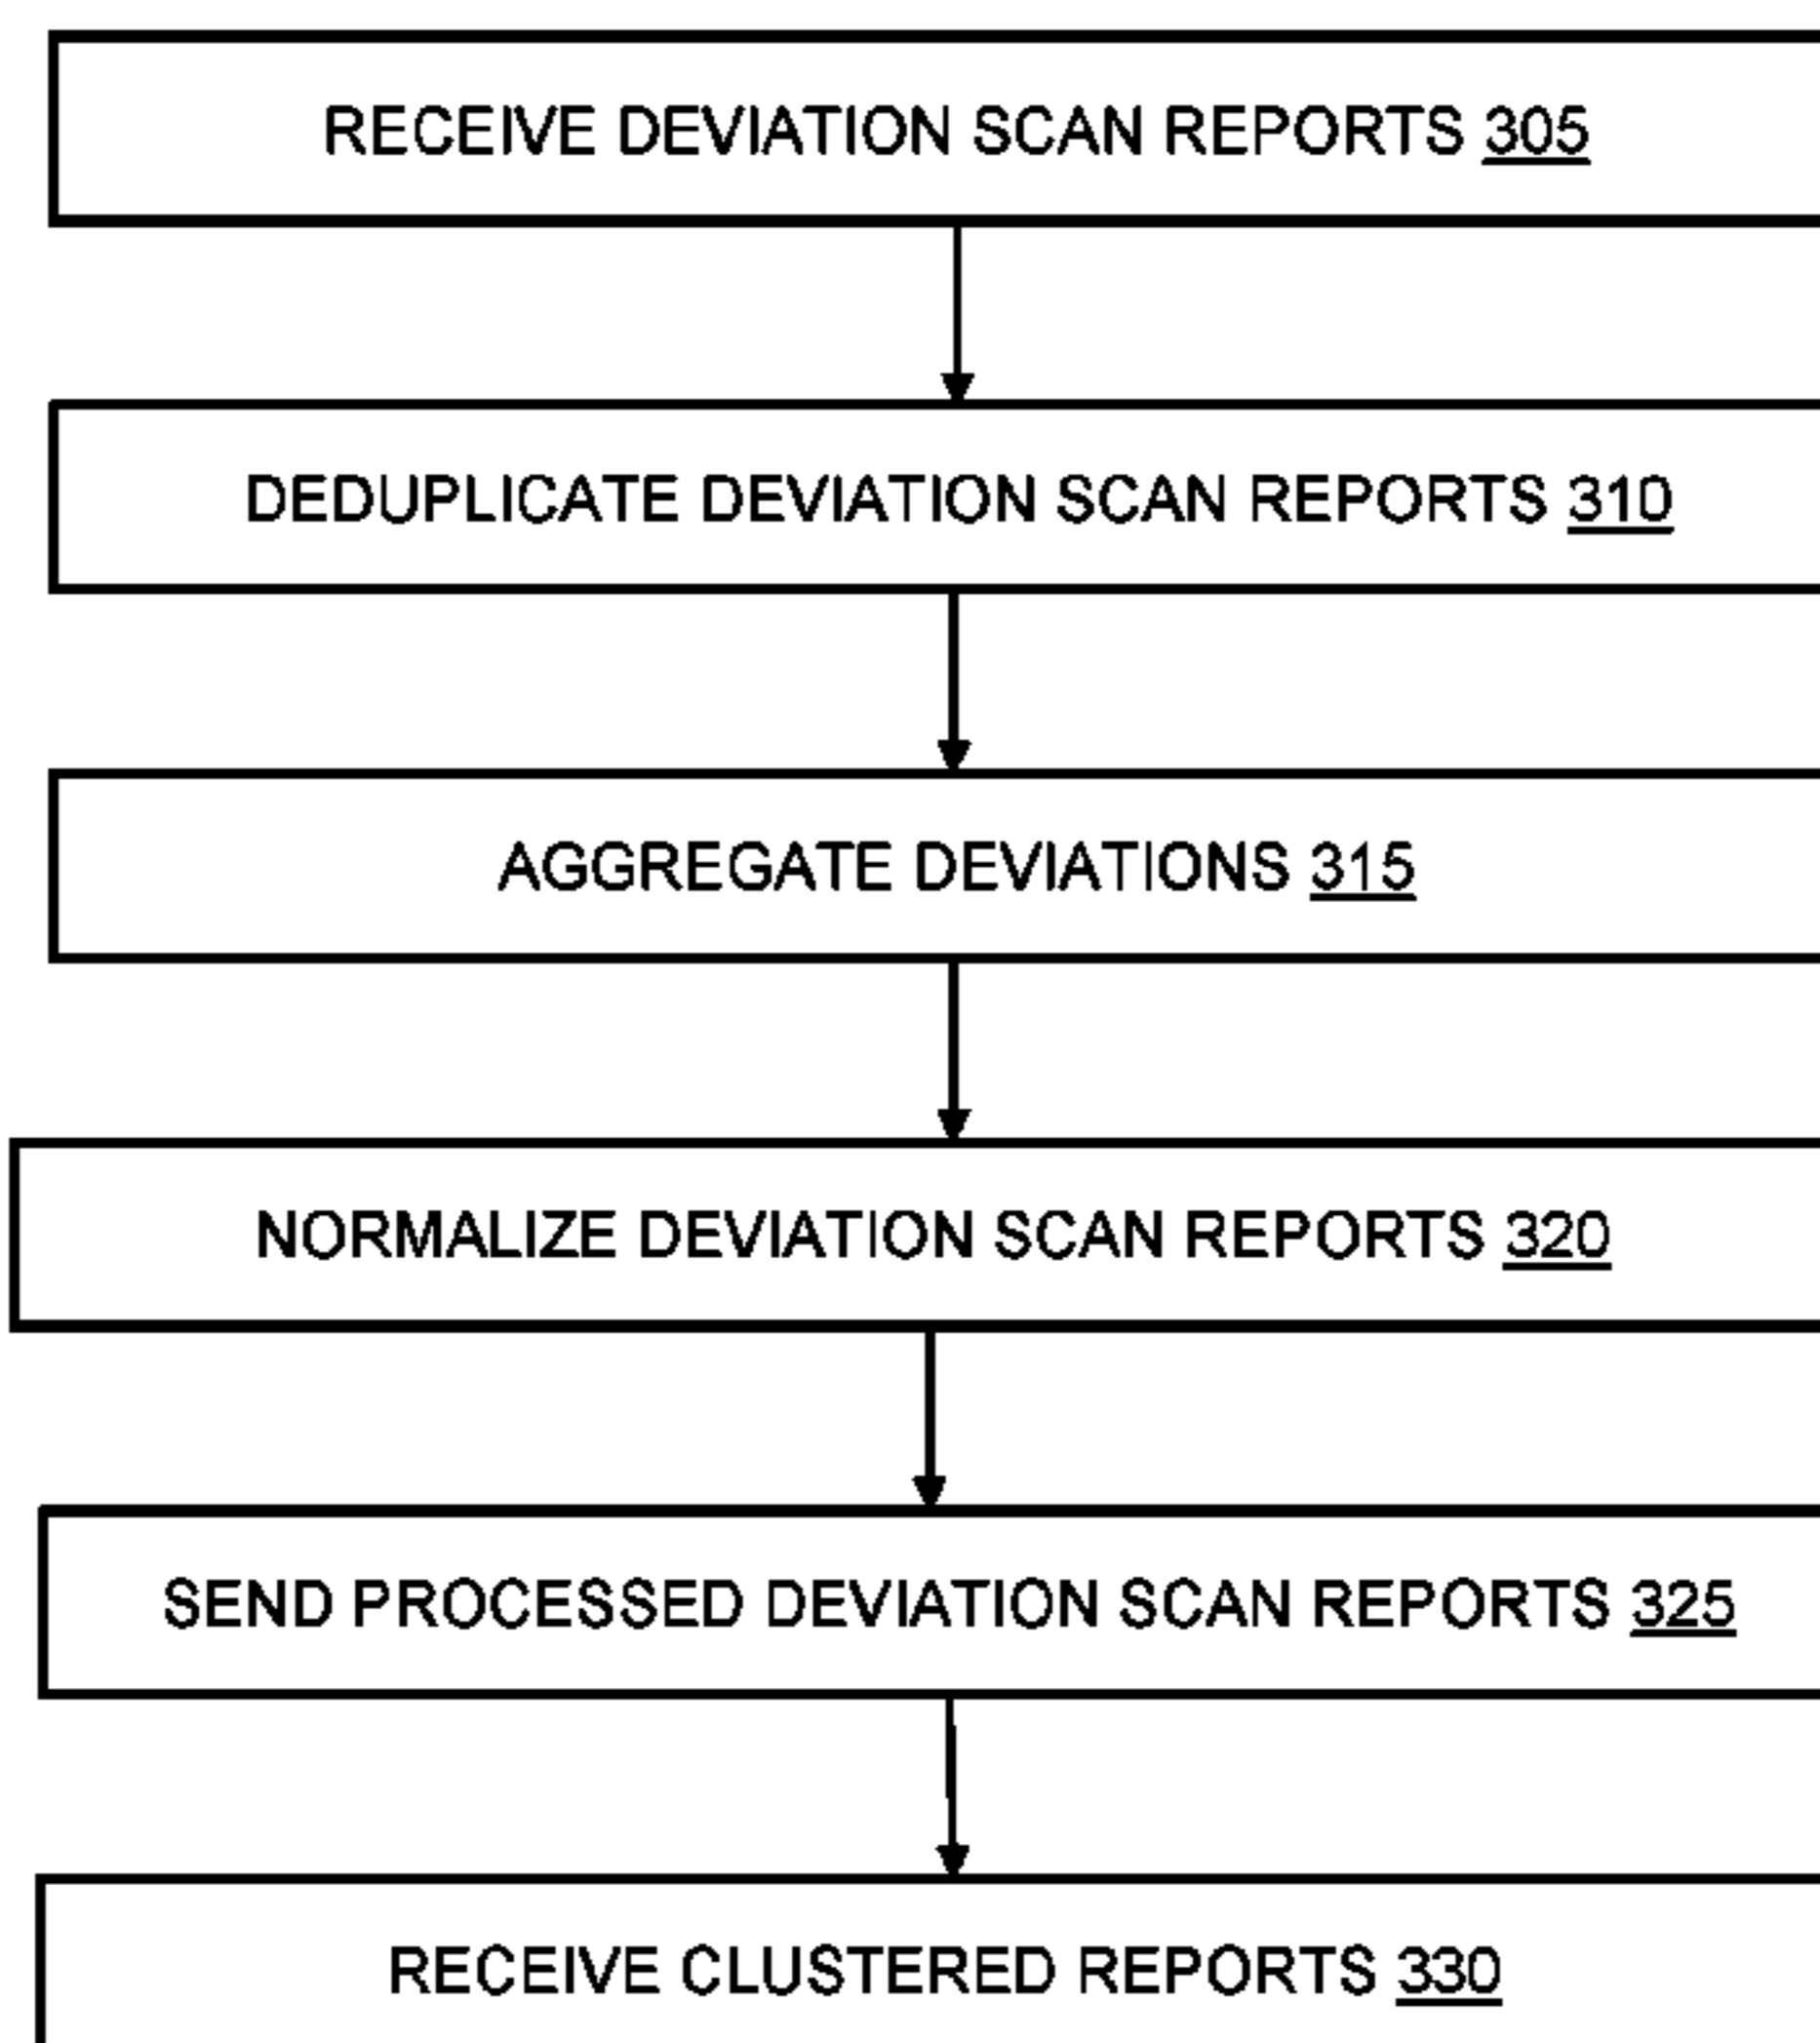 RECEIVE DEVIATION SCAN REPORTS 305
DEDUPLICATE DEVIATION SCAN REPORTS 310
AGGREGATE DEVIATIONS 315
NORMALIZE DEVIATION SCAN REPORTS 320
SEND PROCESSED DEVIATION SCAN REPORTS 325
RECEIVE CLUSTERED REPORTS 330